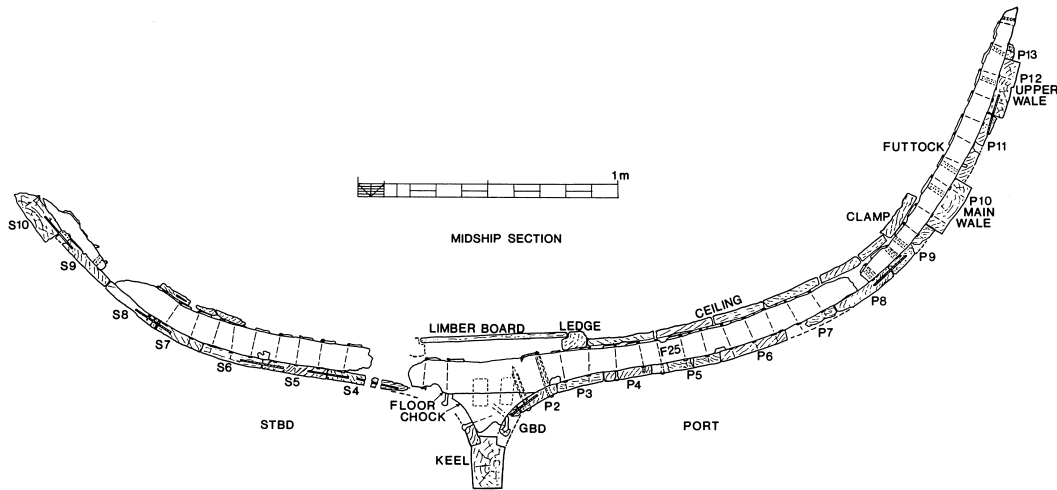 P13
P12
UPPER
WALE
FUTTOCK
P11
1m
P10
MAIN
WALE
CLAMP
S10
MIDSHIP SECTION
P9
S9
P8
CEILING
S8
LIMBER BOARD
LEDGE
P7
S7
F25
P6
S6
P5
S5
P4
S4
P3
P2
FLOOR
CHOCK
GBD
STBD
PORT
KEEL